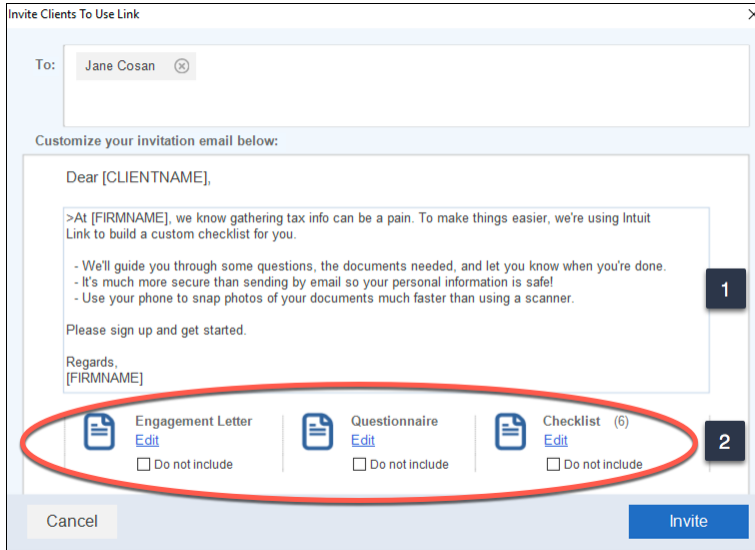 Invite Clients To Use Link
To: Jane Cosan
Customize your invitation email below:
Dear [CLIENTNAME],
>At [FIRMNAME], we know gathering tax info can be a pain. To make things easier, we're using Intuit
Link to build a custom checklist for you.
- We'll guide you through some questions, the documents needed, and let you know when you're done.
- It's much more secure than sending by email so your personal information is safe!
- Use your phone to snap photos of your documents much faster than using a scanner.
1
Please sign up and get started.
Regards,
[FIRMNAME]
Engagement Letter Questionnaire Checklist (6)
Edit Edit Edit
2
Do not include Do not include Do not include
Cancel Invite